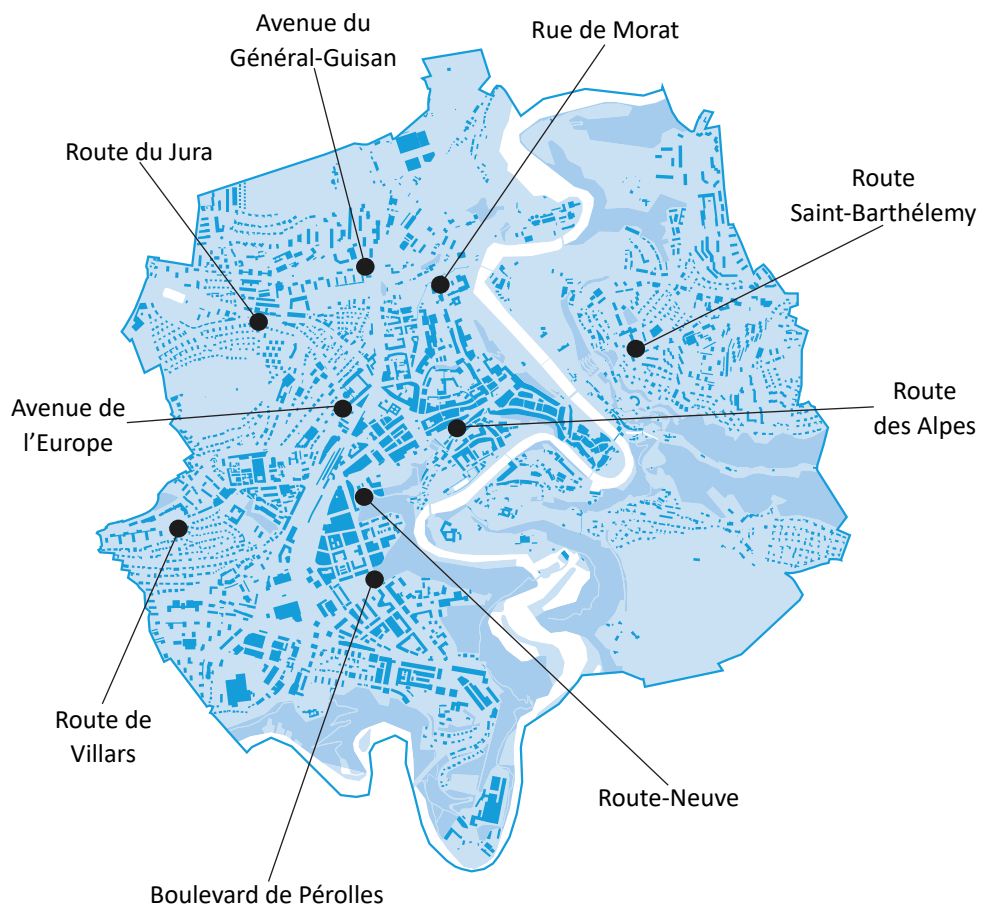 Avenue du
Général-Guisan
Rue de Morat
Route du Jura
Route
Saint-Barthélemy
Avenue de
l’Europe
Route
des Alpes
Route de
Villars
Route-Neuve
Boulevard de Pérolles